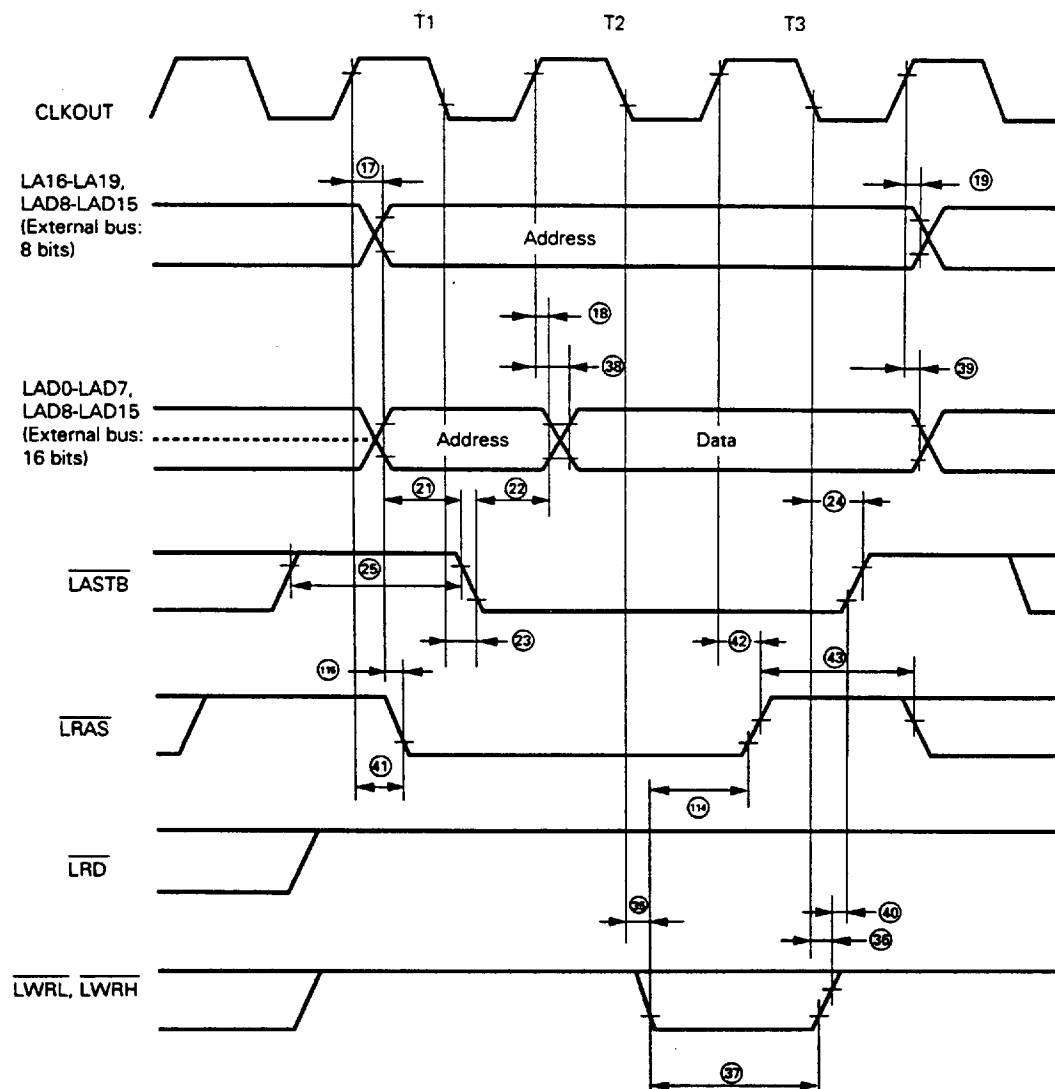 T1 T2 T3
CLKOUT
17
19
LA16-LA19,
LAD8-LAD15
(External bus:
8 bits)
Address
18
38
39
LAD0-LAD7,
LAD8-LAD15
(External bus:
16 bits)
Address
Data
21
22
24
LASTB
25
23
42
43
115
LRAS
41
114
LRD
35
40
36
LWRL, LWRH
37